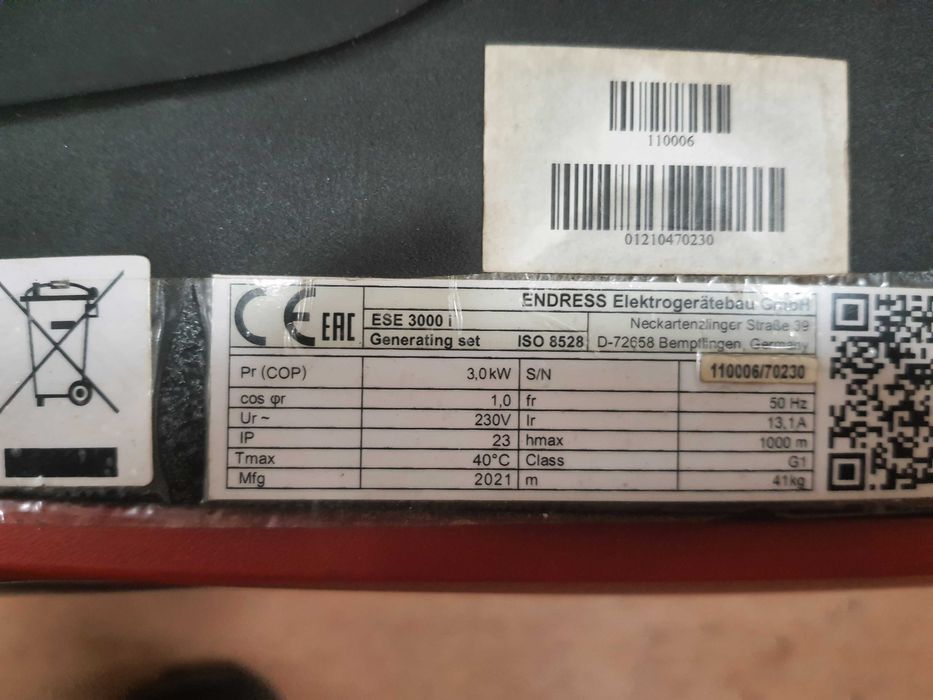 110006
01210470230
CE EAC
ENDRESS Elektrogerätebau GmbH
ESE 3000 i
Neckartenzlinger Straße 39
Generating set ISO 8528
D-72658 Bempflingen, Germany
Pr (COP) 3,0kW S/N 110006/70230
cos φr 1,0 fr 50 Hz
Ur ~ 230V Ir 13,1A
IP 23 hmax 1000 m
Tmax 40°C Class G1
Mfg 2021 m 41kg